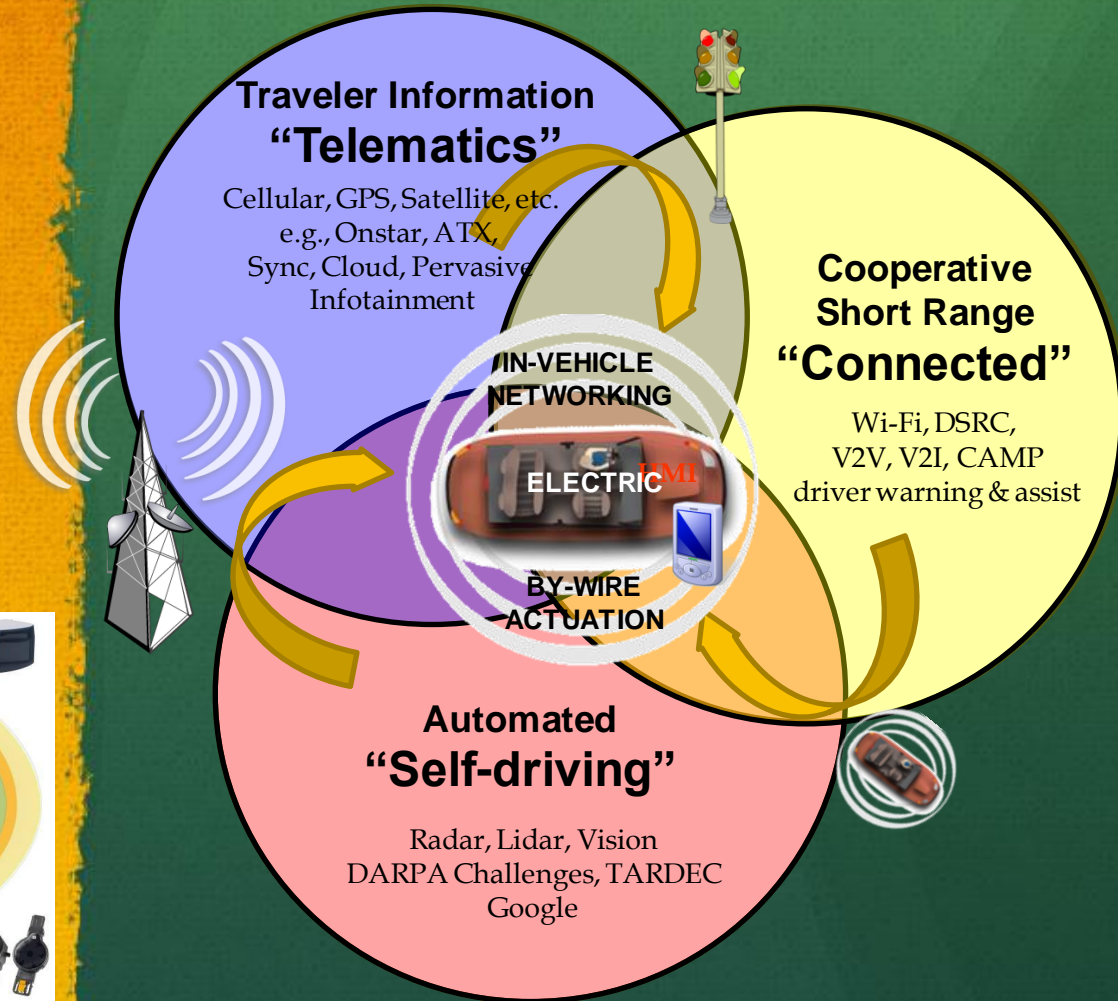 Traveler Information
“Telematics”
Cellular, GPS, Satellite, etc.
e.g., Onstar, ATX,
Sync, Cloud, Pervasive
Infotainment
Cooperative
Short Range
“Connected”
Wi-Fi, DSRC,
V2V, V2I, CAMP
driver warning & assist
IN-VEHICLE
NETWORKING
ELECTRIC
HMI
BY-WIRE
ACTUATION
Automated
“Self-driving”
Radar, Lidar, Vision
DARPA Challenges, TARDEC
Google